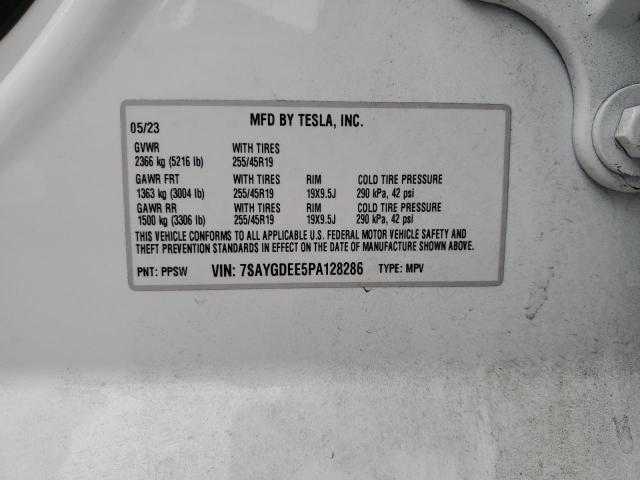 MFD BY TESLA, INC.
05/23
GVWR WITH TIRES
2366 kg (5216 lb) 255/45R19
GAWR FRT WITH TIRES RIM COLD TIRE PRESSURE
1363 kg (3004 lb) 255/45R19 19X9.5J 290 kPa, 42 psi
GAWR RR WITH TIRES RIM COLD TIRE PRESSURE
1500 kg (3306 lb) 255/45R19 19X9.5J 290 kPa, 42 psi
THIS VEHICLE CONFORMS TO ALL APPLICABLE U.S. FEDERAL MOTOR VEHICLE SAFETY AND
THEFT PREVENTION STANDARDS IN EFFECT ON THE DATE OF MANUFACTURE SHOWN ABOVE.
PNT: PPSW VIN: 7SAYGDEE5PA128286 TYPE: MPV